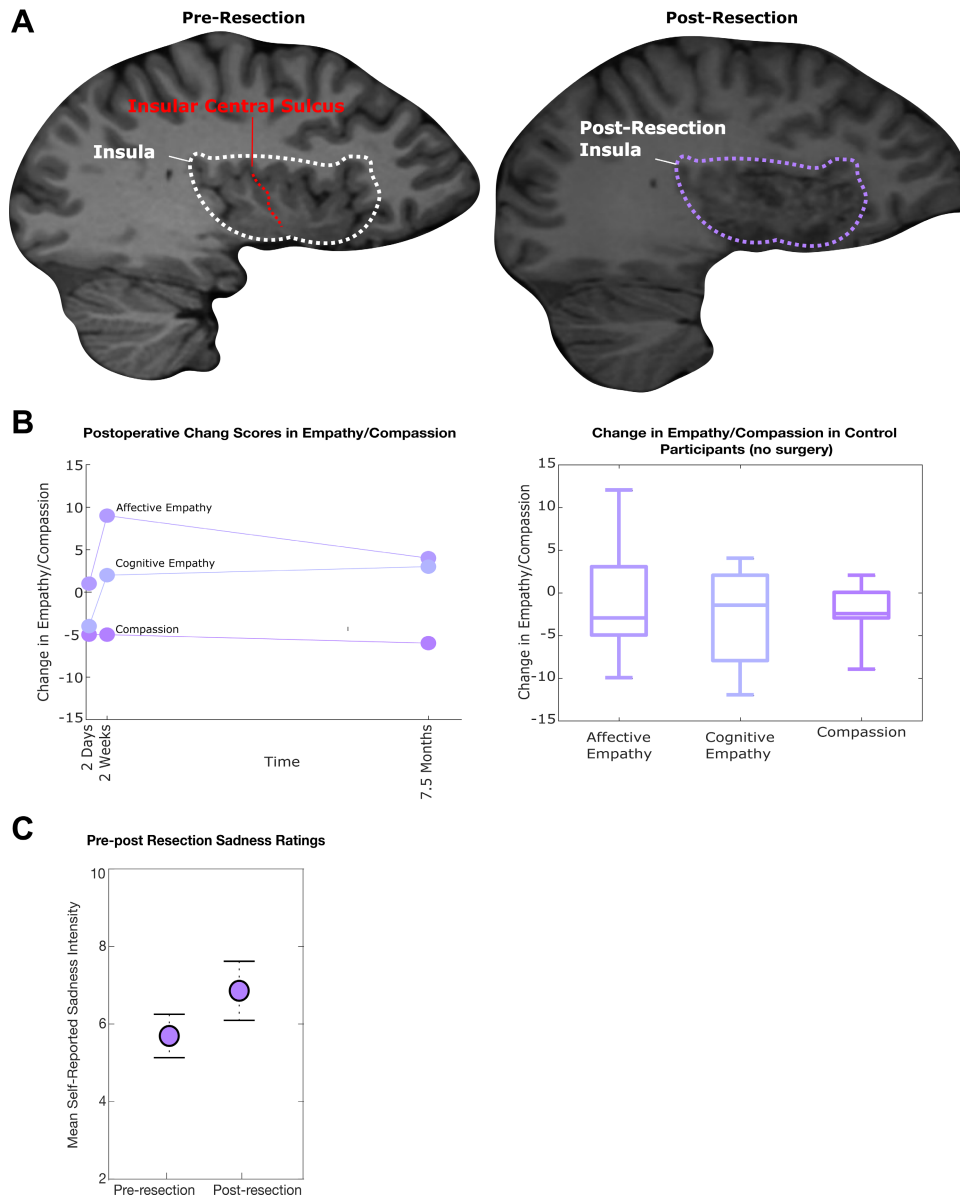 A
Pre-Resection
Post-Resection
Insular Central Sulcus
Insula
Post-Resection
Insula
B
Postoperative Chang Scores in Empathy/Compassion
Change in Empathy/Compassion
15
10
5
0
-5
-10
-15
Affective Empathy
Cognitive Empathy
Compassion
2 Days
2 Weeks
7.5 Months
Time
Change in Empathy/Compassion in Control
Participants (no surgery)
Change in Empathy/Compassion
15
10
5
0
-5
-10
-15
Affective
Empathy
Cognitive
Empathy
Compassion
C
Pre-post Resection Sadness Ratings
Mean Self-Reported Sadness Intensity
10
8
6
4
2
Pre-resection
Post-resection